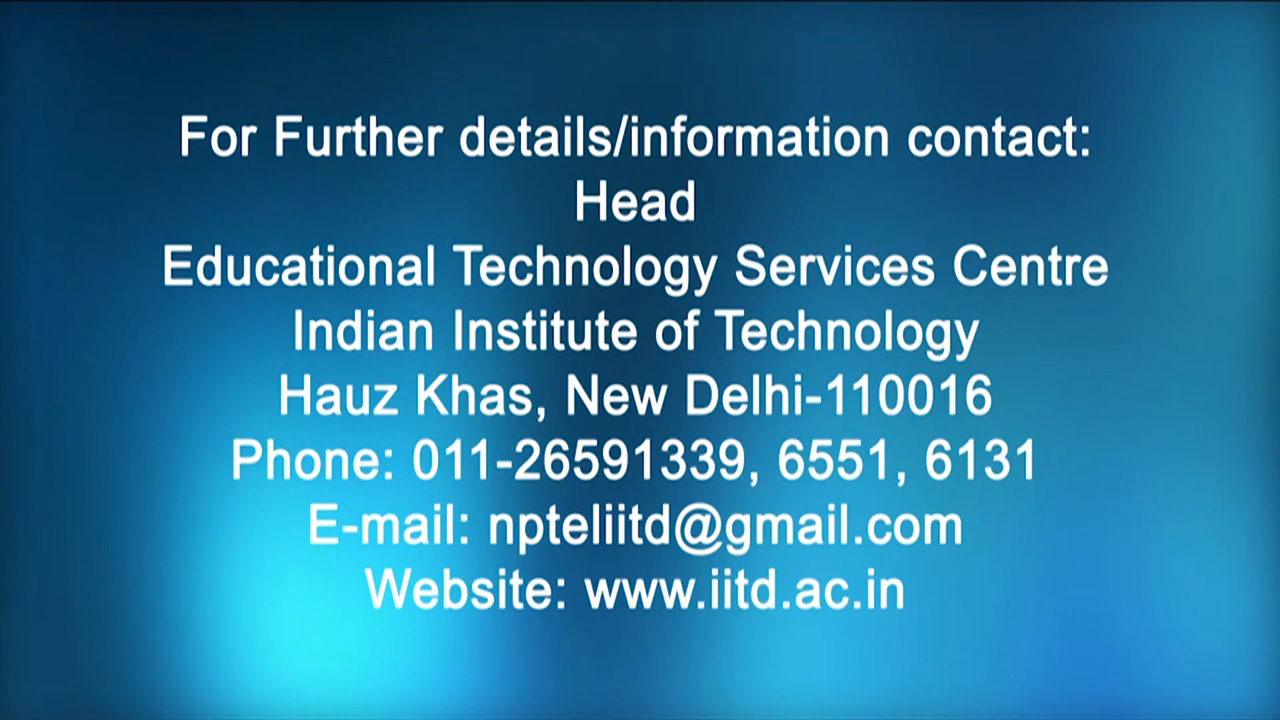 For Further details/information contact:
Head
Educational Technology Services Centre
Indian Institute of Technology
Hauz Khas, New Delhi-110016
Phone: 011-26591339, 6551, 6131
E-mail: npteliitd@gmail.com
Website: www.iitd.ac.in